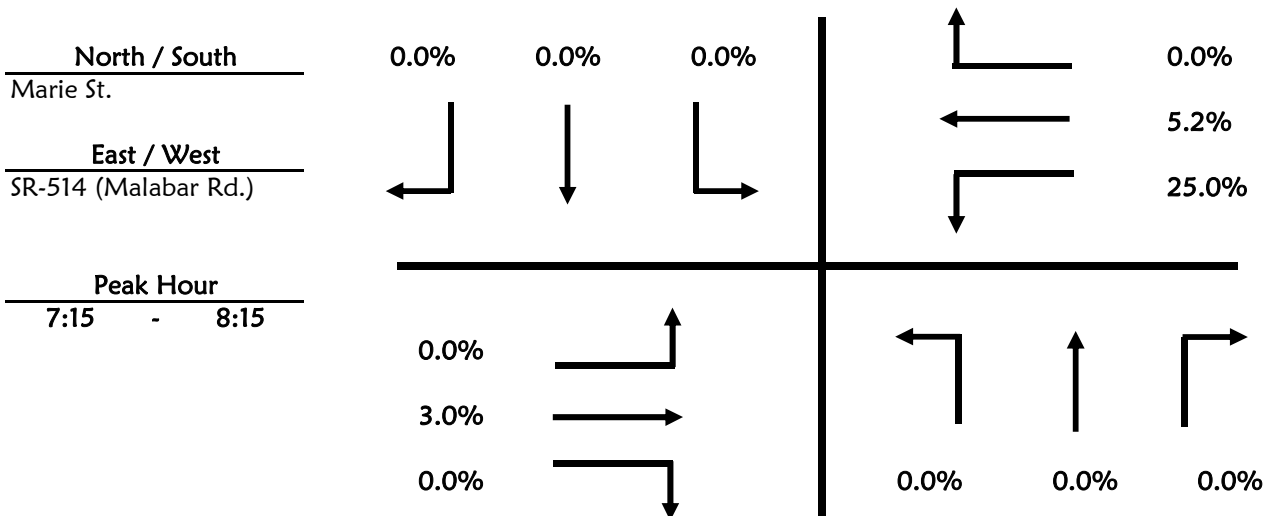 North / South
Marie St.
East / West
SR-514 (Malabar Rd.)
Peak Hour
7:15 - 8:15
0.0% 0.0% 0.0%
0.0%
5.2%
25.0%
0.0%
3.0%
0.0%
0.0% 0.0% 0.0%